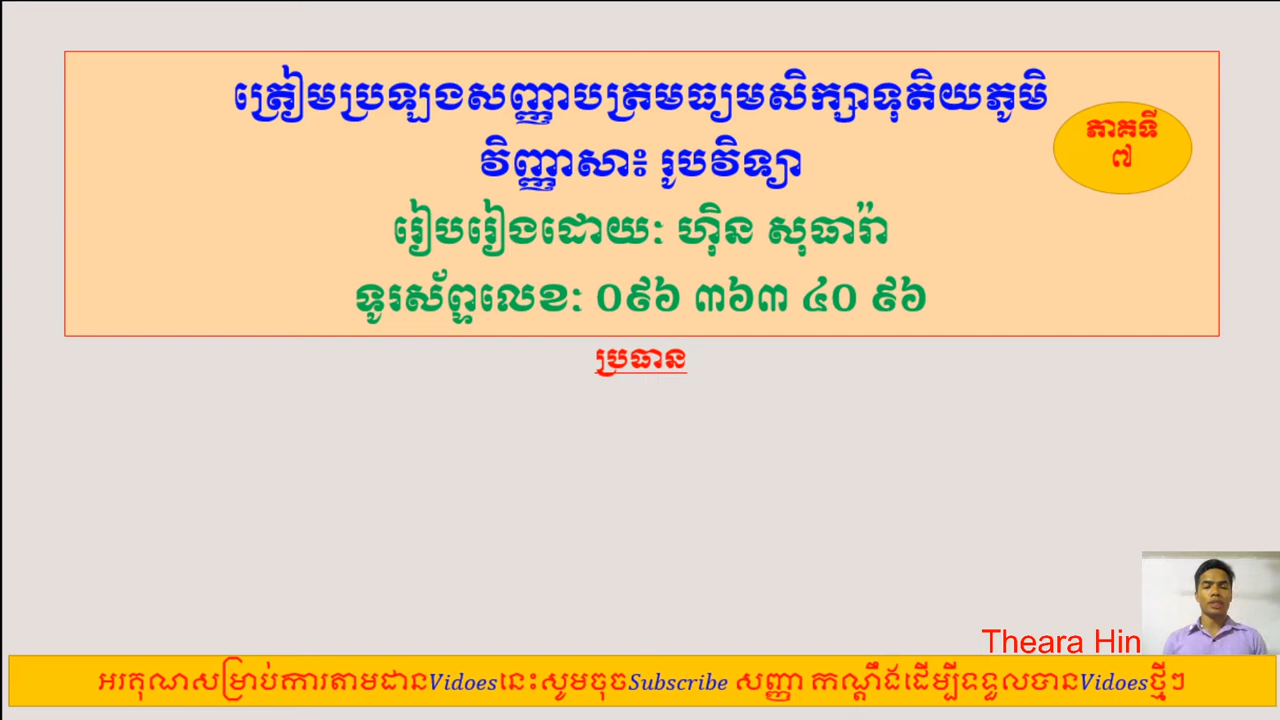 ត្រៀមប្រឡងសញ្ញាបត្រមធ្យមសិក្សាទុតិយភូមិ
វិញ្ញាសា៖ រូបវិទ្យា
ភាគទី
៧
រៀបរៀងដោយៈ ហ៊ិន សុធារ៉ា
ទូរស័ព្ទលេខៈ ០៩៦ ៣៦៣ ៤០ ៩៦
ប្រធាន
Theara Hin
អរគុណសម្រាប់ការតាមដានVidoesនេះសូមចុចSubscribe សញ្ញា កណ្ដឹងដើម្បីទទួលបានVidoesថ្មីៗ